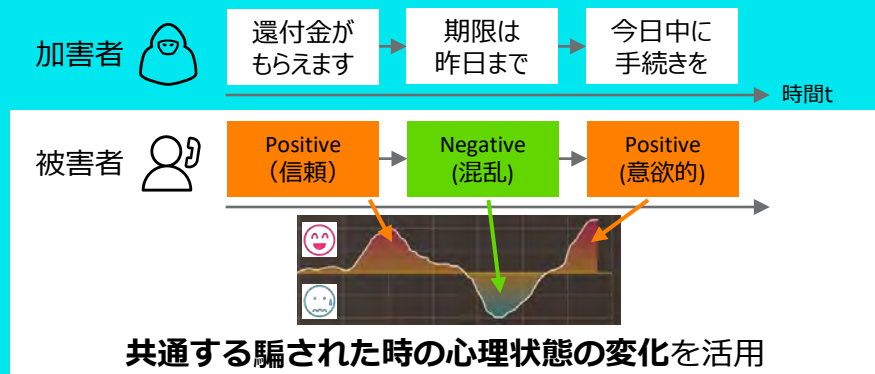 加害者
還付金が
もらえます
期限は
昨日まで
今日中に
手続きを
時間t
被害者
Positive
（信頼）
Negative
(混乱)
Positive
(意欲的)
共通する騙された時の心理状態の変化を活用